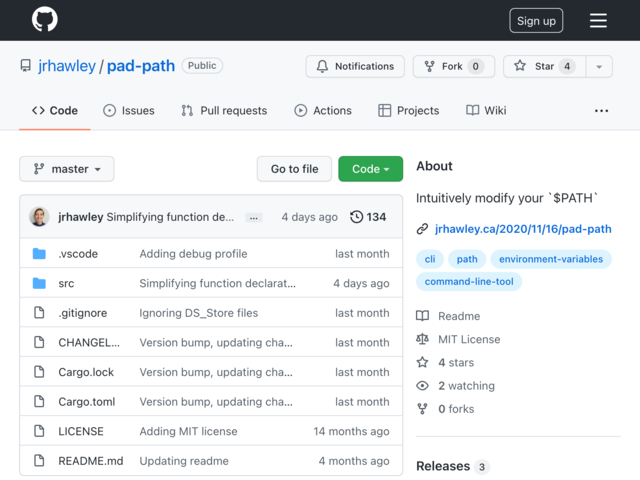 Sign up
jrhawley / pad-path Public
Notifications Fork 0 Star 4
Code Issues Pull requests Actions Projects Wiki ...
master Go to file Code
jrhawley Simplifying function de... ... 4 days ago 134
.vscode Adding debug profile last month
src Simplifying function declarat... 4 days ago
.gitignore Ignoring DS_Store files last month
CHANGEL... Version bump, updating cha... last month
Cargo.lock Version bump, updating cha... last month
Cargo.toml Version bump, updating cha... last month
LICENSE Adding MIT license 14 months ago
README.md Updating readme 4 months ago
About
Intuitively modify your `$PATH`
jrhawley.ca/2020/11/16/pad-path
cli path environment-variables
command-line-tool
Readme
MIT License
4 stars
2 watching
0 forks
Releases 3